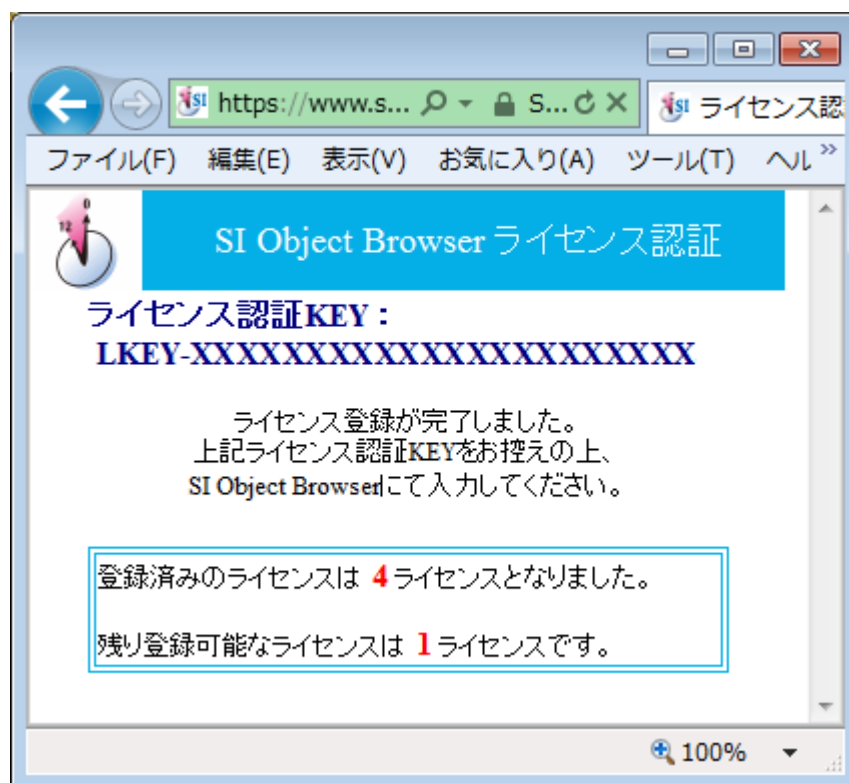 https://www.s... S... ライセンス認
ファイル(F) 編集(E) 表示(V) お気に入り(A) ツール(T) ヘル
SI Object Browser ライセンス認証
ライセンス認証KEY：
LKEY-XXXXXXXXXXXXXXXXXXXXXXX
ライセンス登録が完了しました。
上記ライセンス認証KEYをお控えの上、
SI Object Browserにて入力してください。
登録済みのライセンスは 4 ライセンスとなりました。
残り登録可能なライセンスは 1 ライセンスです。
100%